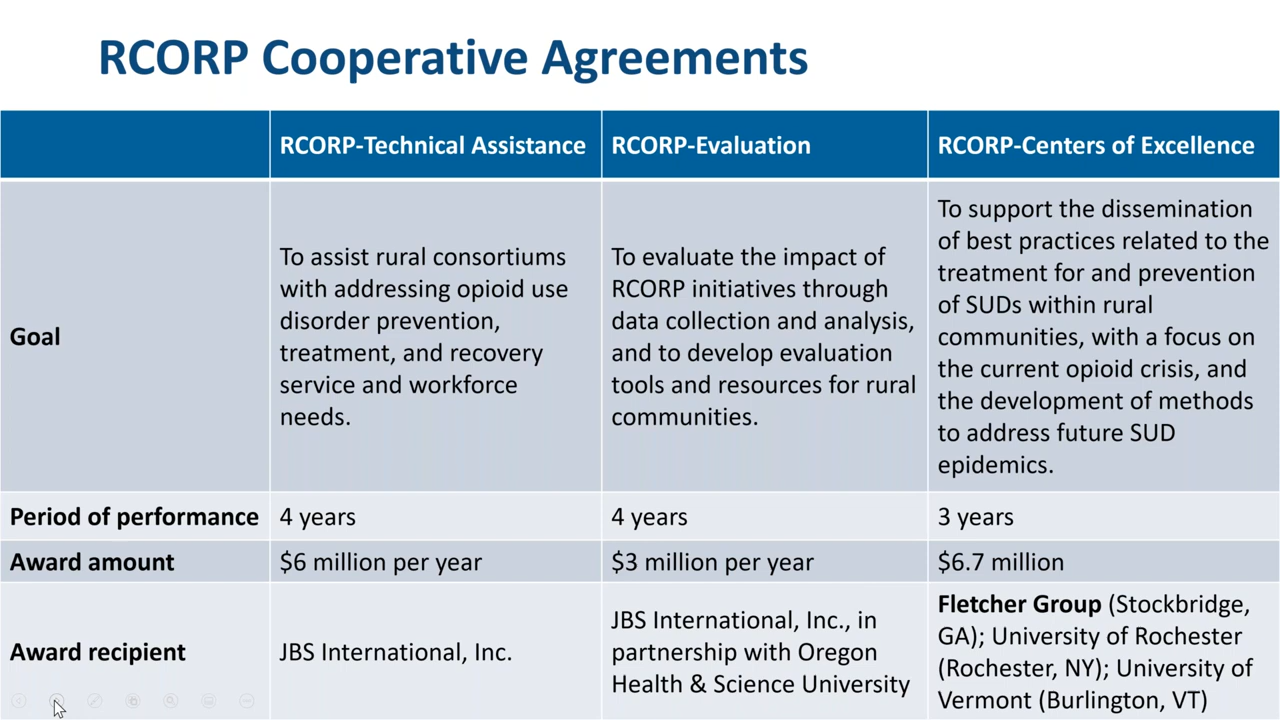 RCORP Cooperative Agreements
RCORP-Technical Assistance
RCORP-Evaluation
RCORP-Centers of Excellence
Goal
To assist rural consortiums
with addressing opioid use
disorder prevention,
treatment, and recovery
service and workforce
needs.
To evaluate the impact of
RCORP initiatives through
data collection and analysis,
and to develop evaluation
tools and resources for rural
communities.
To support the dissemination
of best practices related to the
treatment for and prevention
of SUDs within rural
communities, with a focus on
the current opioid crisis, and
the development of methods
to address future SUD
epidemics.
Period of performance
4 years
4 years
3 years
Award amount
$6 million per year
$3 million per year
$6.7 million
Award recipient
JBS International, Inc.
JBS International, Inc., in
partnership with Oregon
Health & Science University
Fletcher Group (Stockbridge,
GA); University of Rochester
(Rochester, NY); University of
Vermont (Burlington, VT)